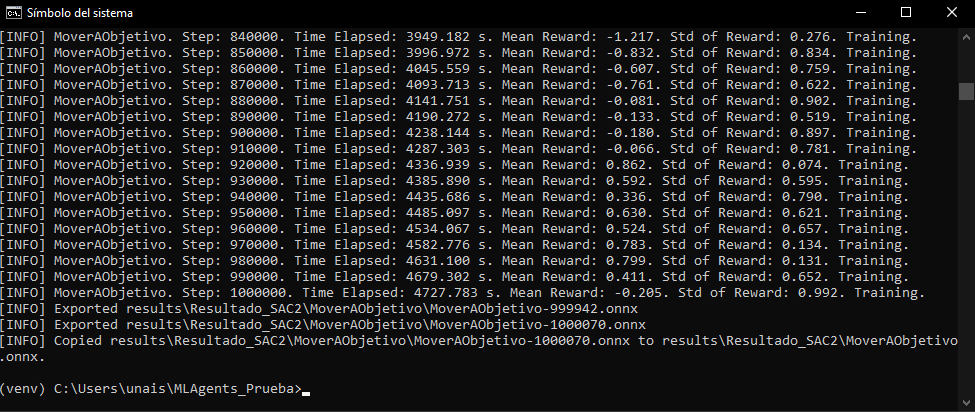 Símbolo del sistema
[INFO] MoverAObjetivo. Step: 840000. Time Elapsed: 3949.182 s. Mean Reward: -1.217. Std of Reward: 0.276. Training.
[INFO] MoverAObjetivo. Step: 850000. Time Elapsed: 3996.972 s. Mean Reward: -0.832. Std of Reward: 0.834. Training.
[INFO] MoverAObjetivo. Step: 860000. Time Elapsed: 4045.559 s. Mean Reward: -0.607. Std of Reward: 0.759. Training.
[INFO] MoverAObjetivo. Step: 870000. Time Elapsed: 4093.713 s. Mean Reward: -0.761. Std of Reward: 0.622. Training.
[INFO] MoverAObjetivo. Step: 880000. Time Elapsed: 4141.751 s. Mean Reward: -0.081. Std of Reward: 0.902. Training.
[INFO] MoverAObjetivo. Step: 890000. Time Elapsed: 4190.272 s. Mean Reward: -0.133. Std of Reward: 0.519. Training.
[INFO] MoverAObjetivo. Step: 900000. Time Elapsed: 4238.144 s. Mean Reward: -0.180. Std of Reward: 0.897. Training.
[INFO] MoverAObjetivo. Step: 910000. Time Elapsed: 4287.303 s. Mean Reward: -0.066. Std of Reward: 0.781. Training.
[INFO] MoverAObjetivo. Step: 920000. Time Elapsed: 4336.939 s. Mean Reward: 0.862. Std of Reward: 0.074. Training.
[INFO] MoverAObjetivo. Step: 930000. Time Elapsed: 4385.890 s. Mean Reward: 0.592. Std of Reward: 0.595. Training.
[INFO] MoverAObjetivo. Step: 940000. Time Elapsed: 4435.686 s. Mean Reward: 0.336. Std of Reward: 0.790. Training.
[INFO] MoverAObjetivo. Step: 950000. Time Elapsed: 4485.097 s. Mean Reward: 0.630. Std of Reward: 0.621. Training.
[INFO] MoverAObjetivo. Step: 960000. Time Elapsed: 4534.067 s. Mean Reward: 0.524. Std of Reward: 0.657. Training.
[INFO] MoverAObjetivo. Step: 970000. Time Elapsed: 4582.776 s. Mean Reward: 0.783. Std of Reward: 0.134. Training.
[INFO] MoverAObjetivo. Step: 980000. Time Elapsed: 4631.100 s. Mean Reward: 0.799. Std of Reward: 0.131. Training.
[INFO] MoverAObjetivo. Step: 990000. Time Elapsed: 4679.302 s. Mean Reward: 0.411. Std of Reward: 0.652. Training.
[INFO] MoverAObjetivo. Step: 1000000. Time Elapsed: 4727.783 s. Mean Reward: -0.205. Std of Reward: 0.992. Training.
[INFO] Exported results\Resultado_SAC2\MoverAObjetivo\MoverAObjetivo-999942.onnx
[INFO] Exported results\Resultado_SAC2\MoverAObjetivo\MoverAObjetivo-1000070.onnx
[INFO] Copied results\Resultado_SAC2\MoverAObjetivo\MoverAObjetivo-1000070.onnx to results\Resultado_SAC2\MoverAObjetivo
.onnx.
(venv) C:\Users\unais\MLAgents_Prueba>